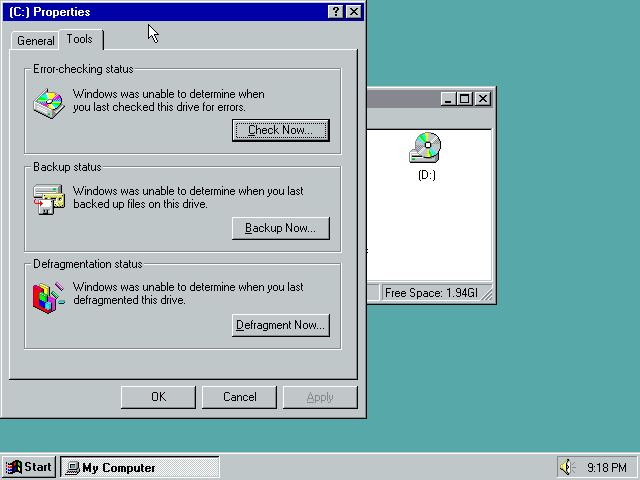 (C:) Properties
General
Tools
Error-checking status
Windows was unable to determine when
you last checked this drive for errors.
Check Now...
Backup status
Windows was unable to determine when you last
backed up files on this drive.
Backup Now...
Defragmentation status
Windows was unable to determine when you last
defragmented this drive.
Defragment Now...
OK
Cancel
Apply
(D:)
Free Space: 1.94G
Start
My Computer
9:18 PM